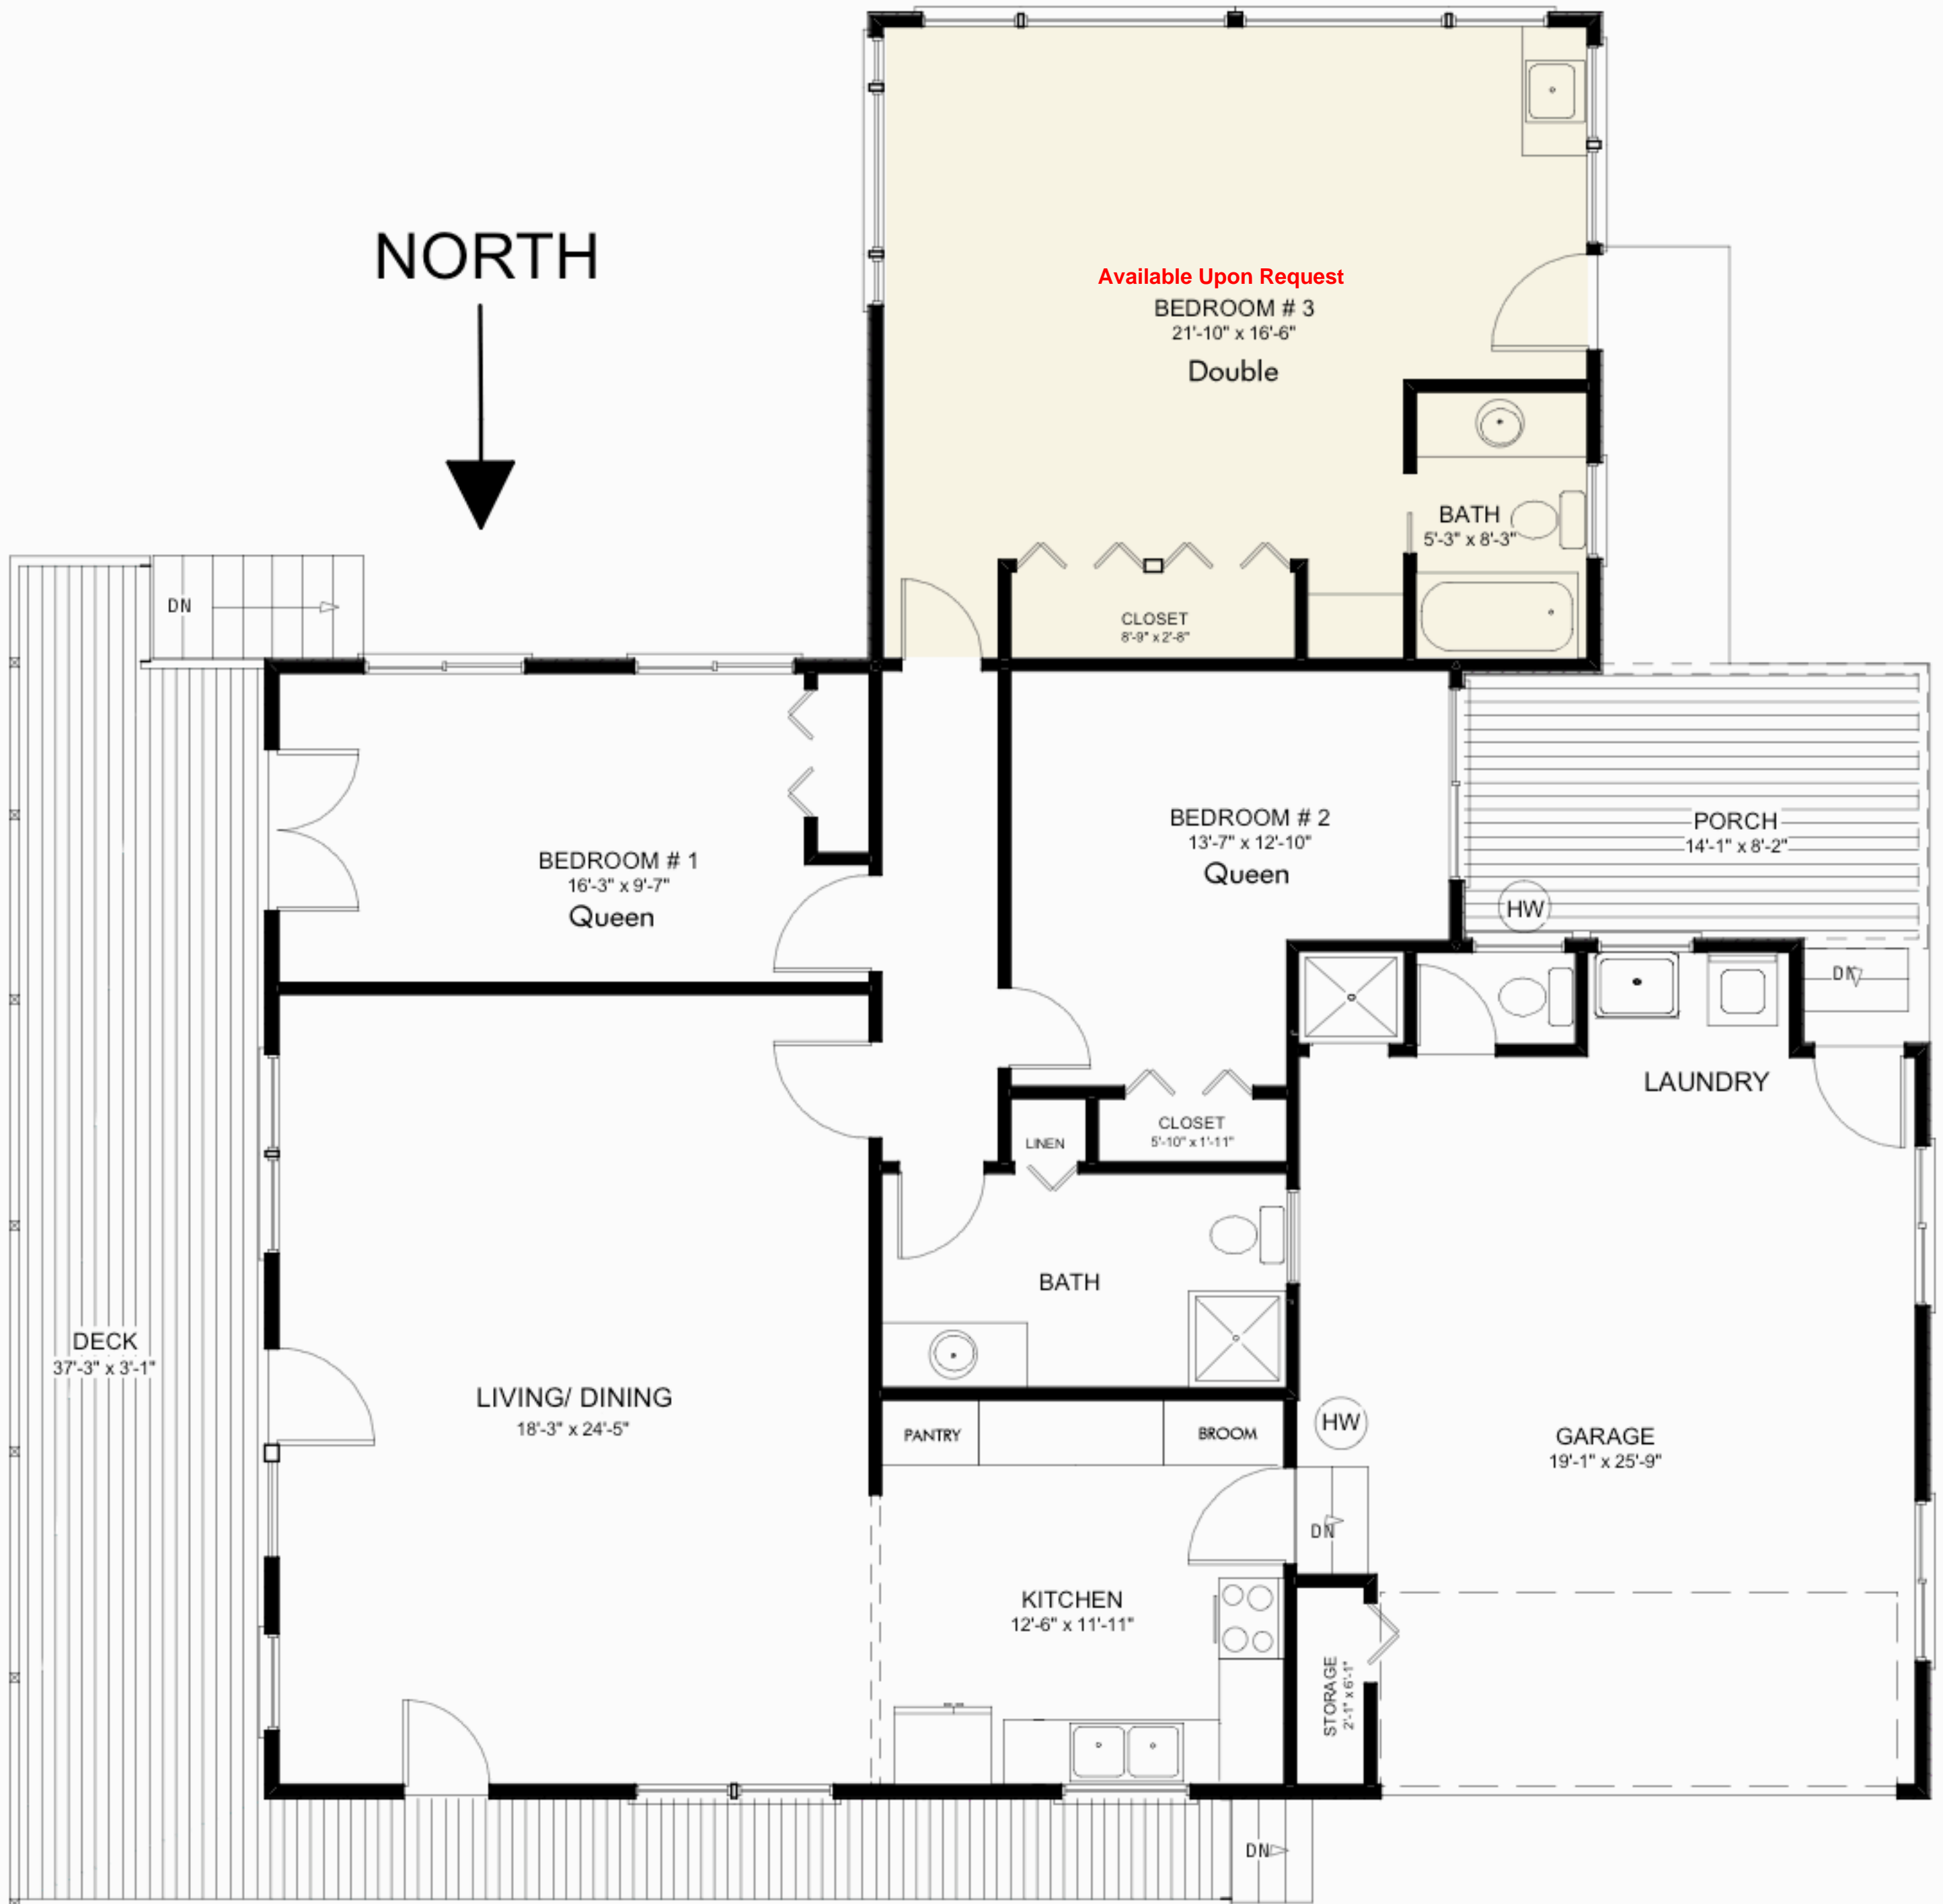 NORTH
Available Upon Request
BEDROOM # 3
21'-10" x 16'-6"
Double
BATH
5'-3" x 8'-3"
DN
CLOSET
8'-9" x 2'-8"
BEDROOM # 1
16'-3" x 9'-7"
Queen
BEDROOM # 2
13'-7" x 12'-10"
Queen
PORCH
14'-1" x 8'-2"
HW
DN
LAUNDRY
CLOSET
5'-10" x 1'-11"
LINEN
BATH
DECK
37'-3" x 3'-1"
LIVING/ DINING
18'-3" x 24'-5"
PANTRY
BROOM
HW
GARAGE
19'-1" x 25'-9"
DN
KITCHEN
12'-6" x 11'-11"
STORAGE
2'-1" x 6'-1"
DN